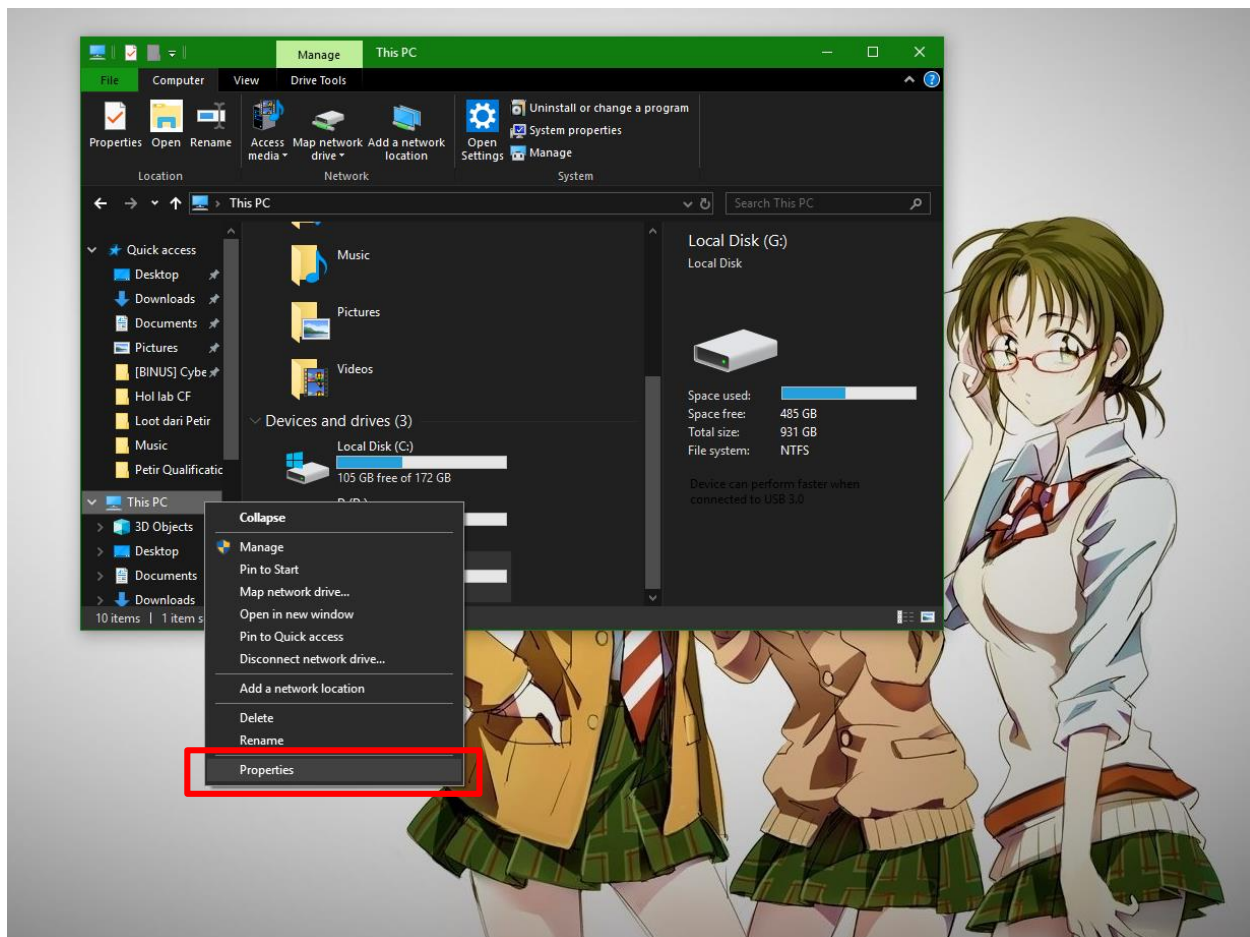 Manage This PC
File Computer View Drive Tools
Properties Open Rename
Access media
Map network drive
Add a network location
Open Settings
Uninstall or change a program
System properties
Manage
Location Network System
This PC
Search This PC
Quick access
Desktop
Downloads
Documents
Pictures
[BINUS] Cybe
Hol lab CF
Loot dari Petir
Music
Petir Qualificatic
This PC
3D Objects
Desktop
Documents
Downloads
10 items 1 item s
Music
Pictures
Videos
Devices and drives (3)
Local Disk (C:)
105 GB free of 172 GB
Local Disk (G:)
Local Disk
Space used:
Space free: 485 GB
Total size: 931 GB
File system: NTFS
Device can perform faster when
connected to USB 3.0
Collapse
Manage
Pin to Start
Map network drive...
Open in new window
Pin to Quick access
Disconnect network drive...
Add a network location
Delete
Rename
Properties